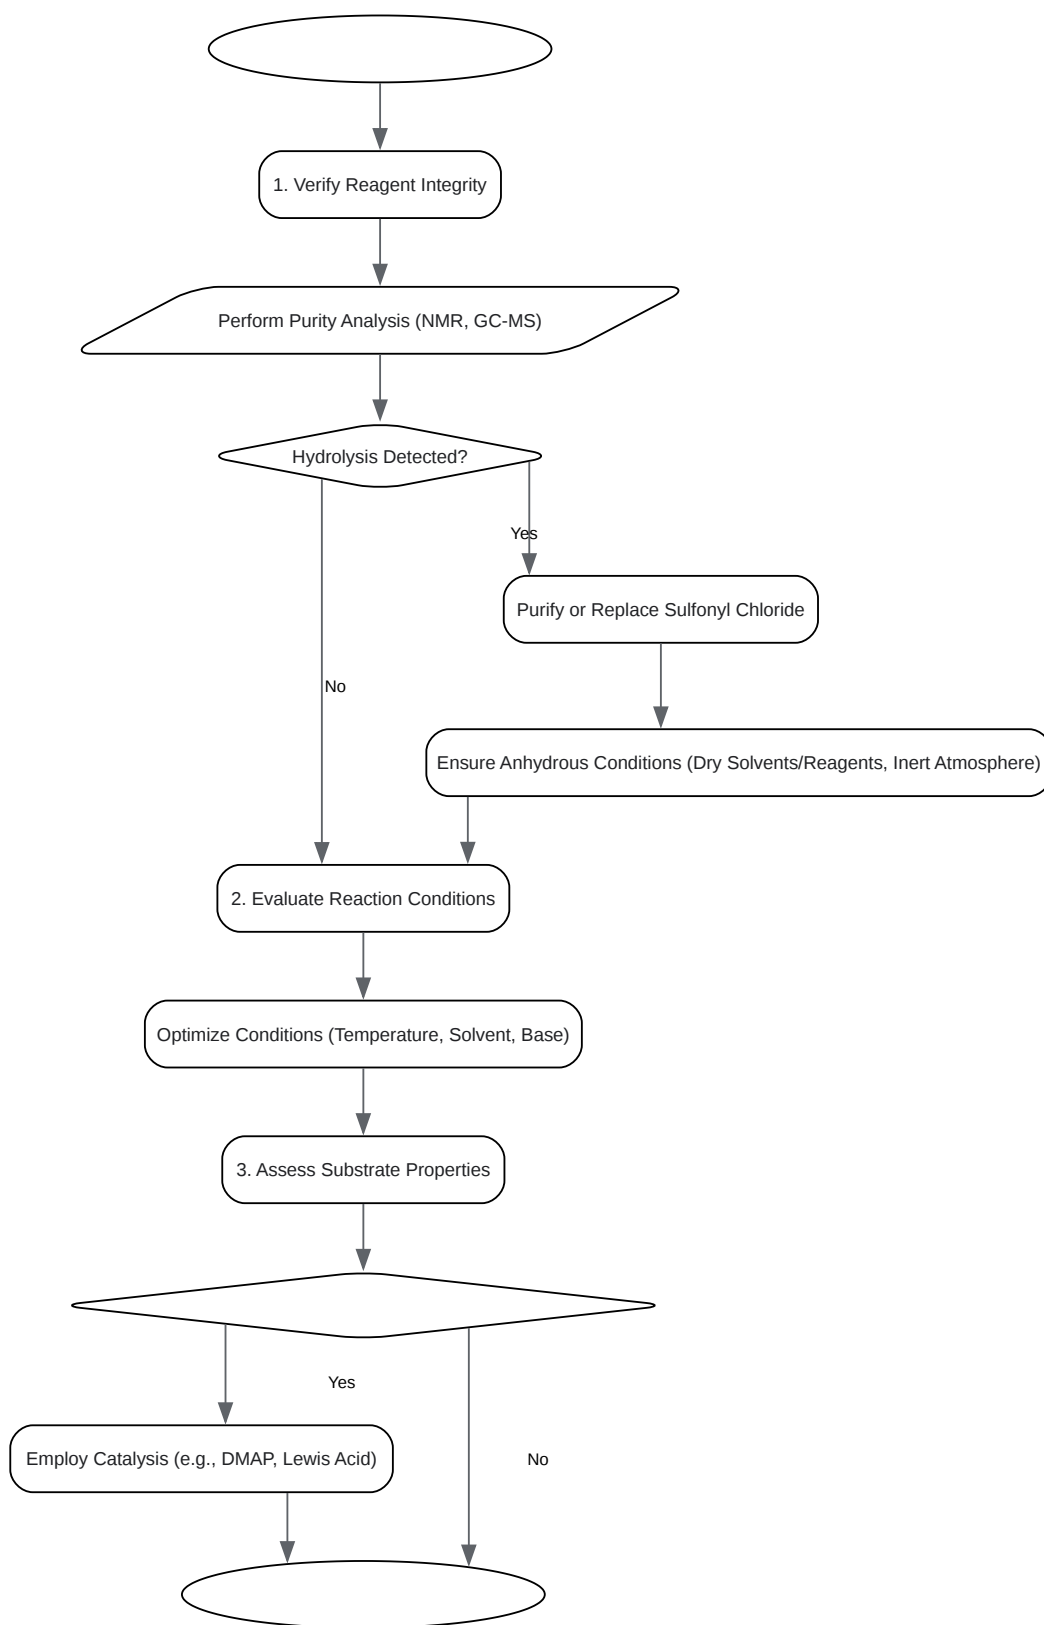 1. Verify Reagent Integrity
Perform Purity Analysis (NMR, GC-MS)
Hydrolysis Detected?
Yes
Purify or Replace Sulfonyl Chloride
No
Ensure Anhydrous Conditions (Dry Solvents/Reagents, Inert Atmosphere)
2. Evaluate Reaction Conditions
Optimize Conditions (Temperature, Solvent, Base)
3. Assess Substrate Properties
Yes
Employ Catalysis (e.g., DMAP, Lewis Acid)
No